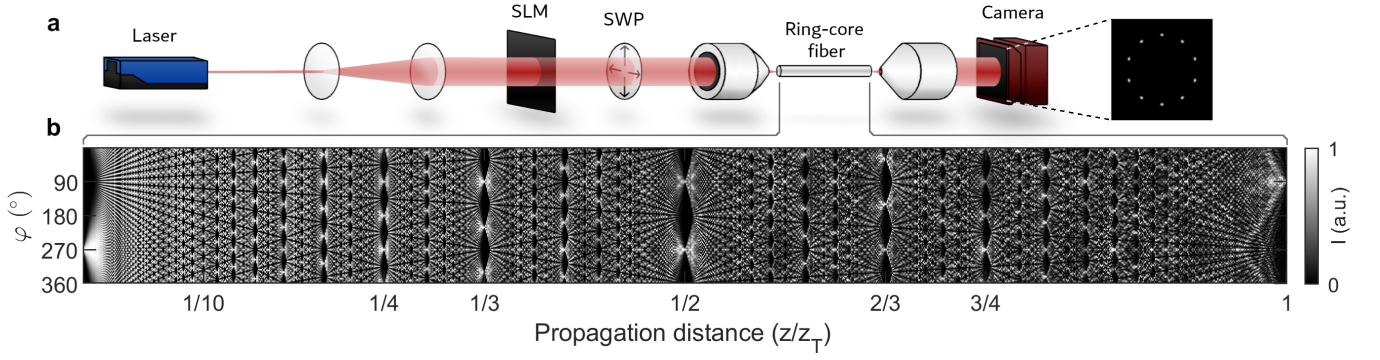 a
Laser
SLM
SWP
Ring-core
fiber
Camera
b
φ (°)
90
180
270
360
1/10
1/4
1/3
1/2
2/3
3/4
1
Propagation distance (z/z_T)
1
0
I (a.u.)